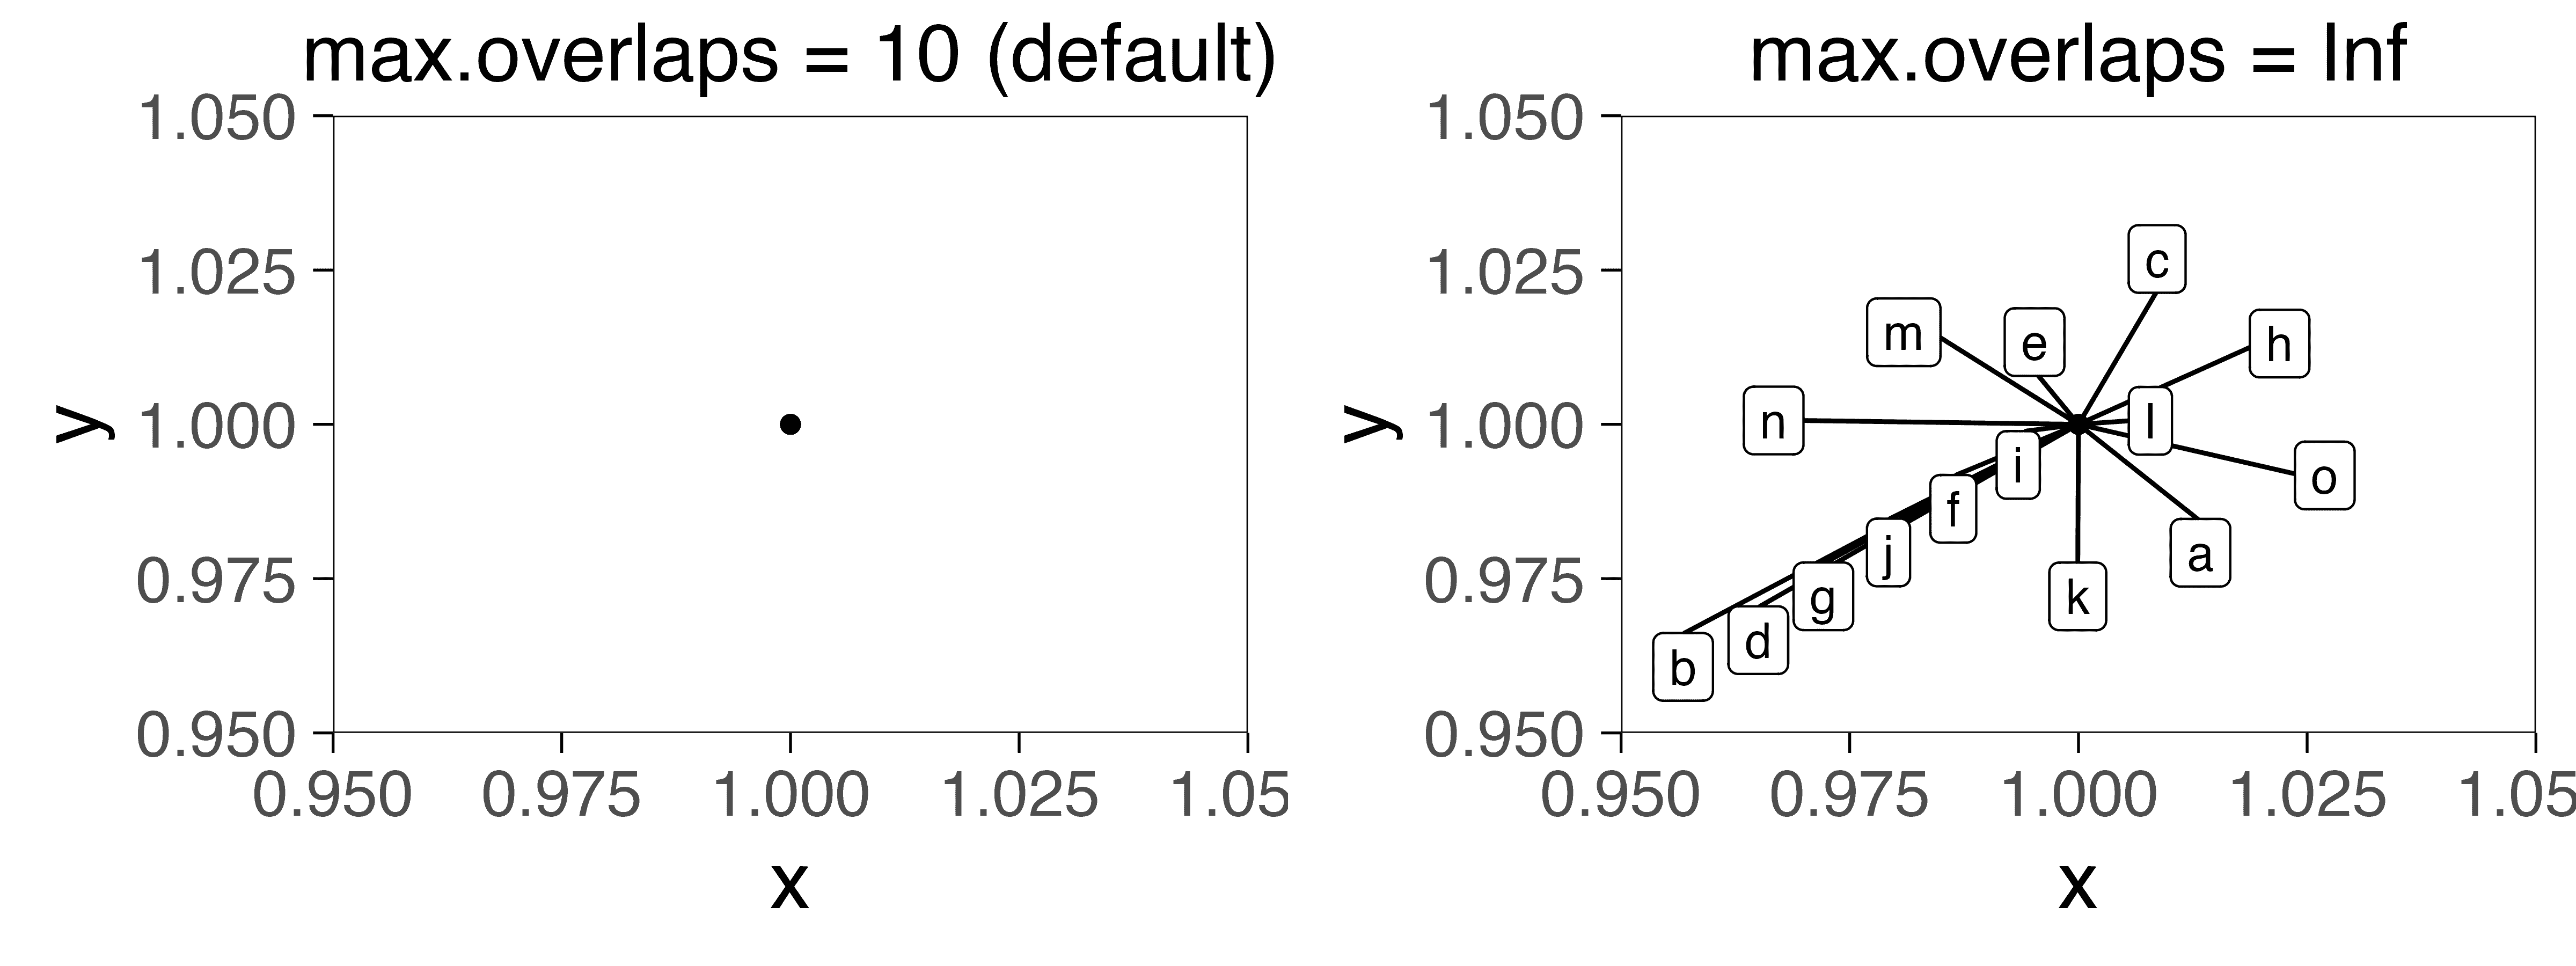 max.overlaps = 10 (default)
1.050
1.025
1.000
0.975
0.950
y
0.950 0.975 1.000 1.025 1.05
x
max.overlaps = Inf
1.050
1.025
1.000
0.975
0.950
y
c
m
e
h
n
l
i
o
f
j
a
g
k
d
b
0.950 0.975 1.000 1.025 1.05
x